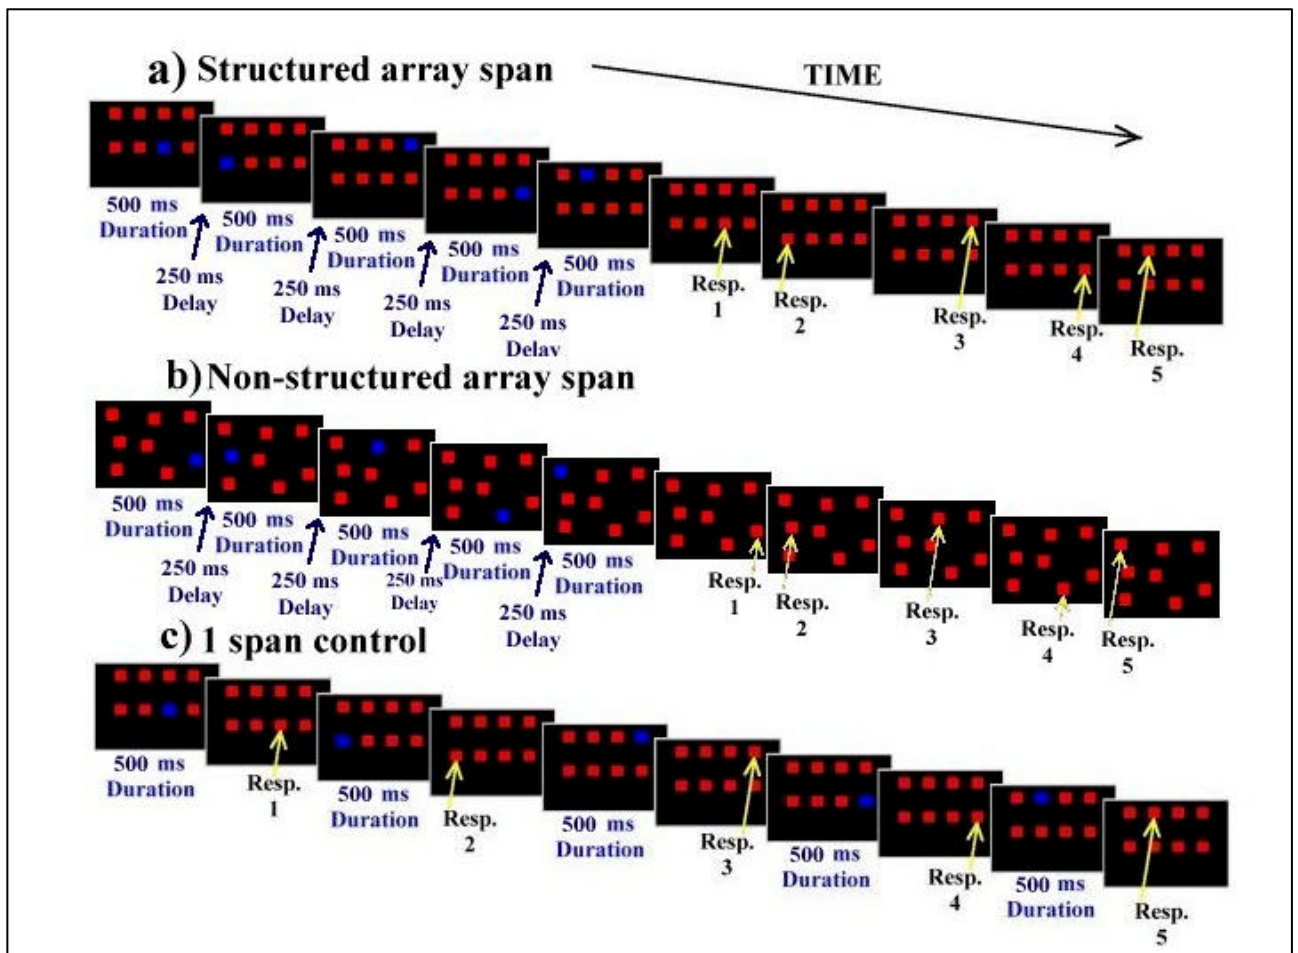 a) Structured array span
TIME
500 ms
Duration
250 ms
Delay
500 ms
Duration
250 ms
Delay
500 ms
Duration
250 ms
Delay
500 ms
Duration
250 ms
Delay
500 ms
Duration
Resp.
1
Resp.
2
Resp.
3
Resp.
4
Resp.
5
b) Non-structured array span
500 ms
Duration
250 ms
Delay
500 ms
Duration
250 ms
Delay
500 ms
Duration
250 ms
Delay
500 ms
Duration
250 ms
Delay
500 ms
Duration
Resp.
1
Resp.
2
Resp.
3
Resp.
4
Resp.
5
c) 1 span control
500 ms
Duration
Resp.
1
500 ms
Duration
Resp.
2
500 ms
Duration
Resp.
3
500 ms
Duration
Resp.
4
500 ms
Duration
Resp.
5